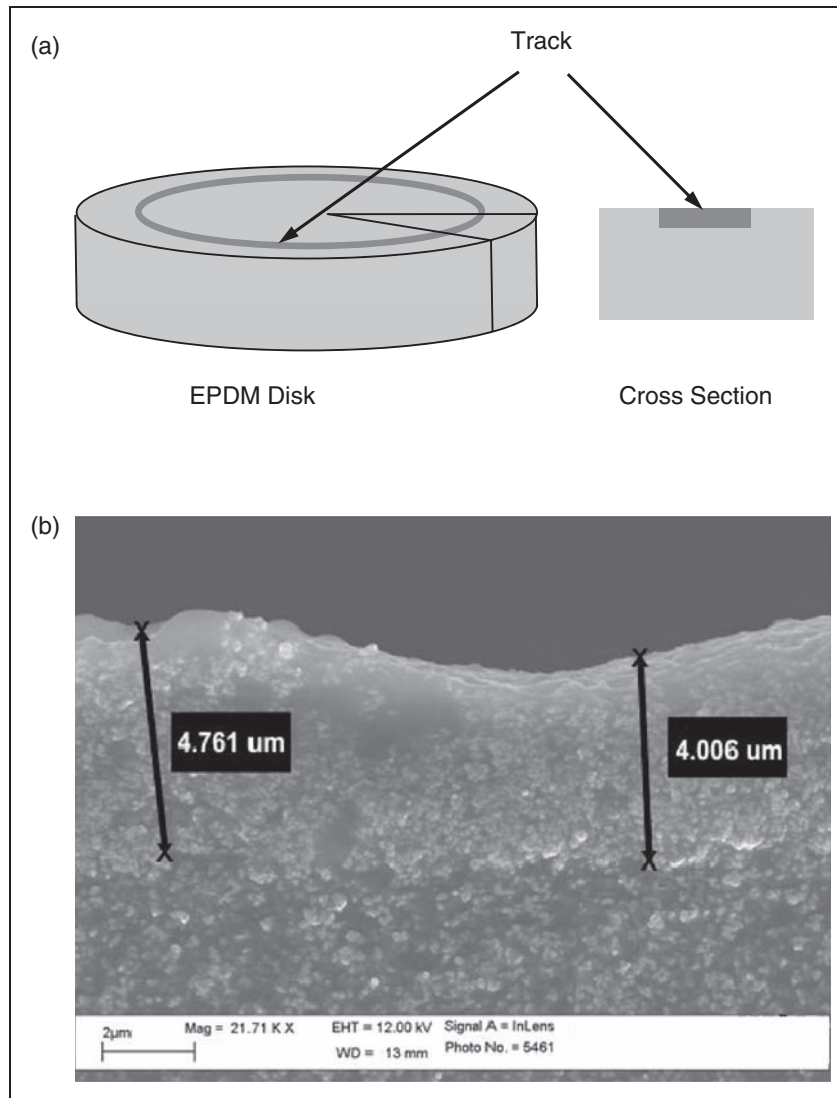 (a)
Track
EPDM Disk
Cross Section
(b)
X
X
4.761 um
4.006 um
X
X
2µm
Mag = 21.71 K X
EHT = 12.00 kV
Signal A = InLens
WD = 13 mm
Photo No. = 5461